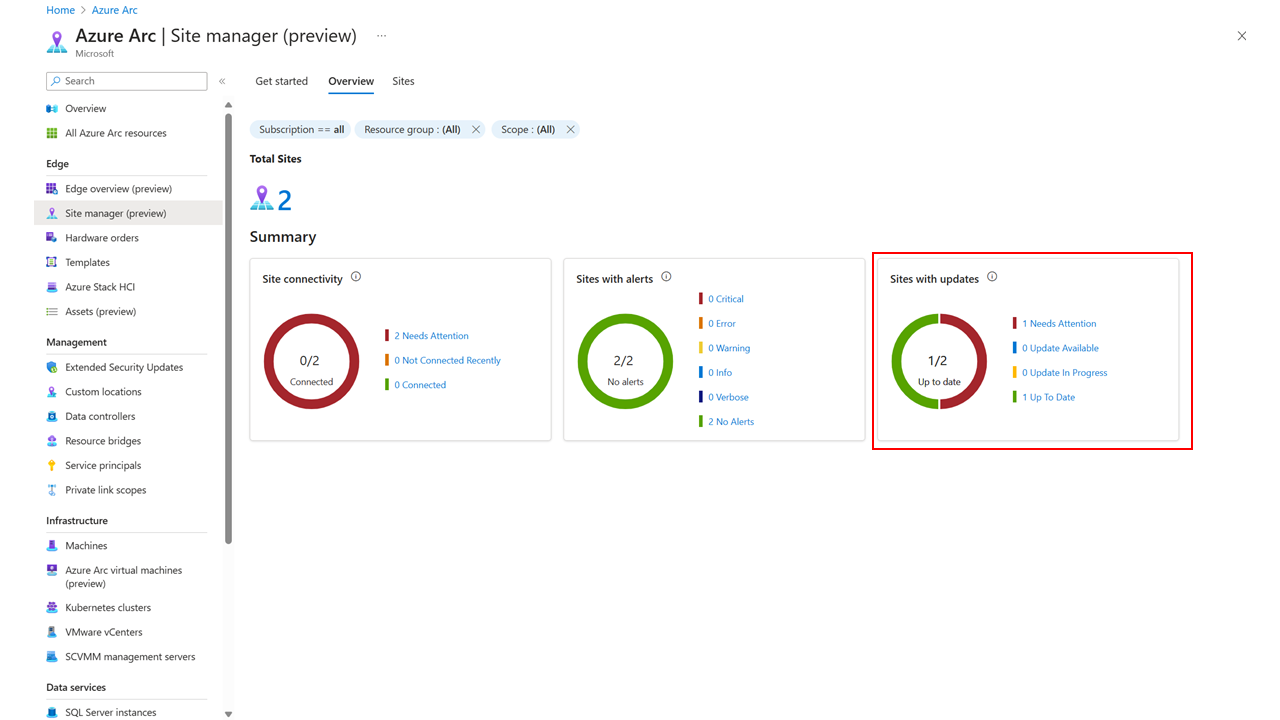 Home > Azure Arc
Azure Arc | Site manager (preview) ...
Microsoft
Search
«
Overview
All Azure Arc resources
Edge
Edge overview (preview)
Site manager (preview)
Hardware orders
Templates
Azure Stack HCI
Assets (preview)
Management
Extended Security Updates
Custom locations
Data controllers
Resource bridges
Service principals
Private link scopes
Infrastructure
Machines
Azure Arc virtual machines
(preview)
Kubernetes clusters
VMware vCenters
SCVMM management servers
Data services
SQL Server instances
Get started Overview Sites
Subscription == all Resource group : (All) Scope : (All)
Total Sites
2
Summary
Site connectivity
0/2
Connected
2 Needs Attention
0 Not Connected Recently
0 Connected
Sites with alerts
2/2
No alerts
0 Critical
0 Error
0 Warning
0 Info
0 Verbose
2 No Alerts
Sites with updates
1/2
Up to date
1 Needs Attention
0 Update Available
0 Update In Progress
1 Up To Date